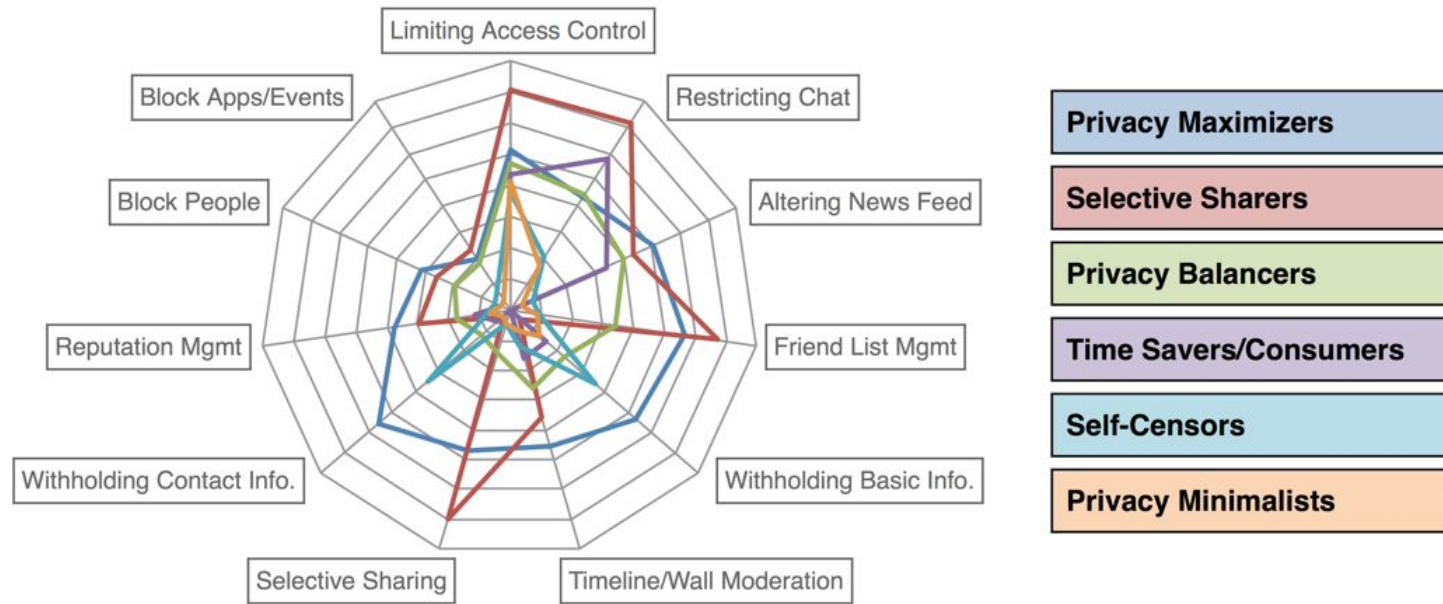 Limiting Access Control
Block Apps/Events
Restricting Chat
Block People
Altering News Feed
Reputation Mgmt
Friend List Mgmt
Withholding Contact Info.
Withholding Basic Info.
Selective Sharing
Timeline/Wall Moderation
Privacy Maximizers
Selective Sharers
Privacy Balancers
Time Savers/Consumers
Self-Censors
Privacy Minimalists